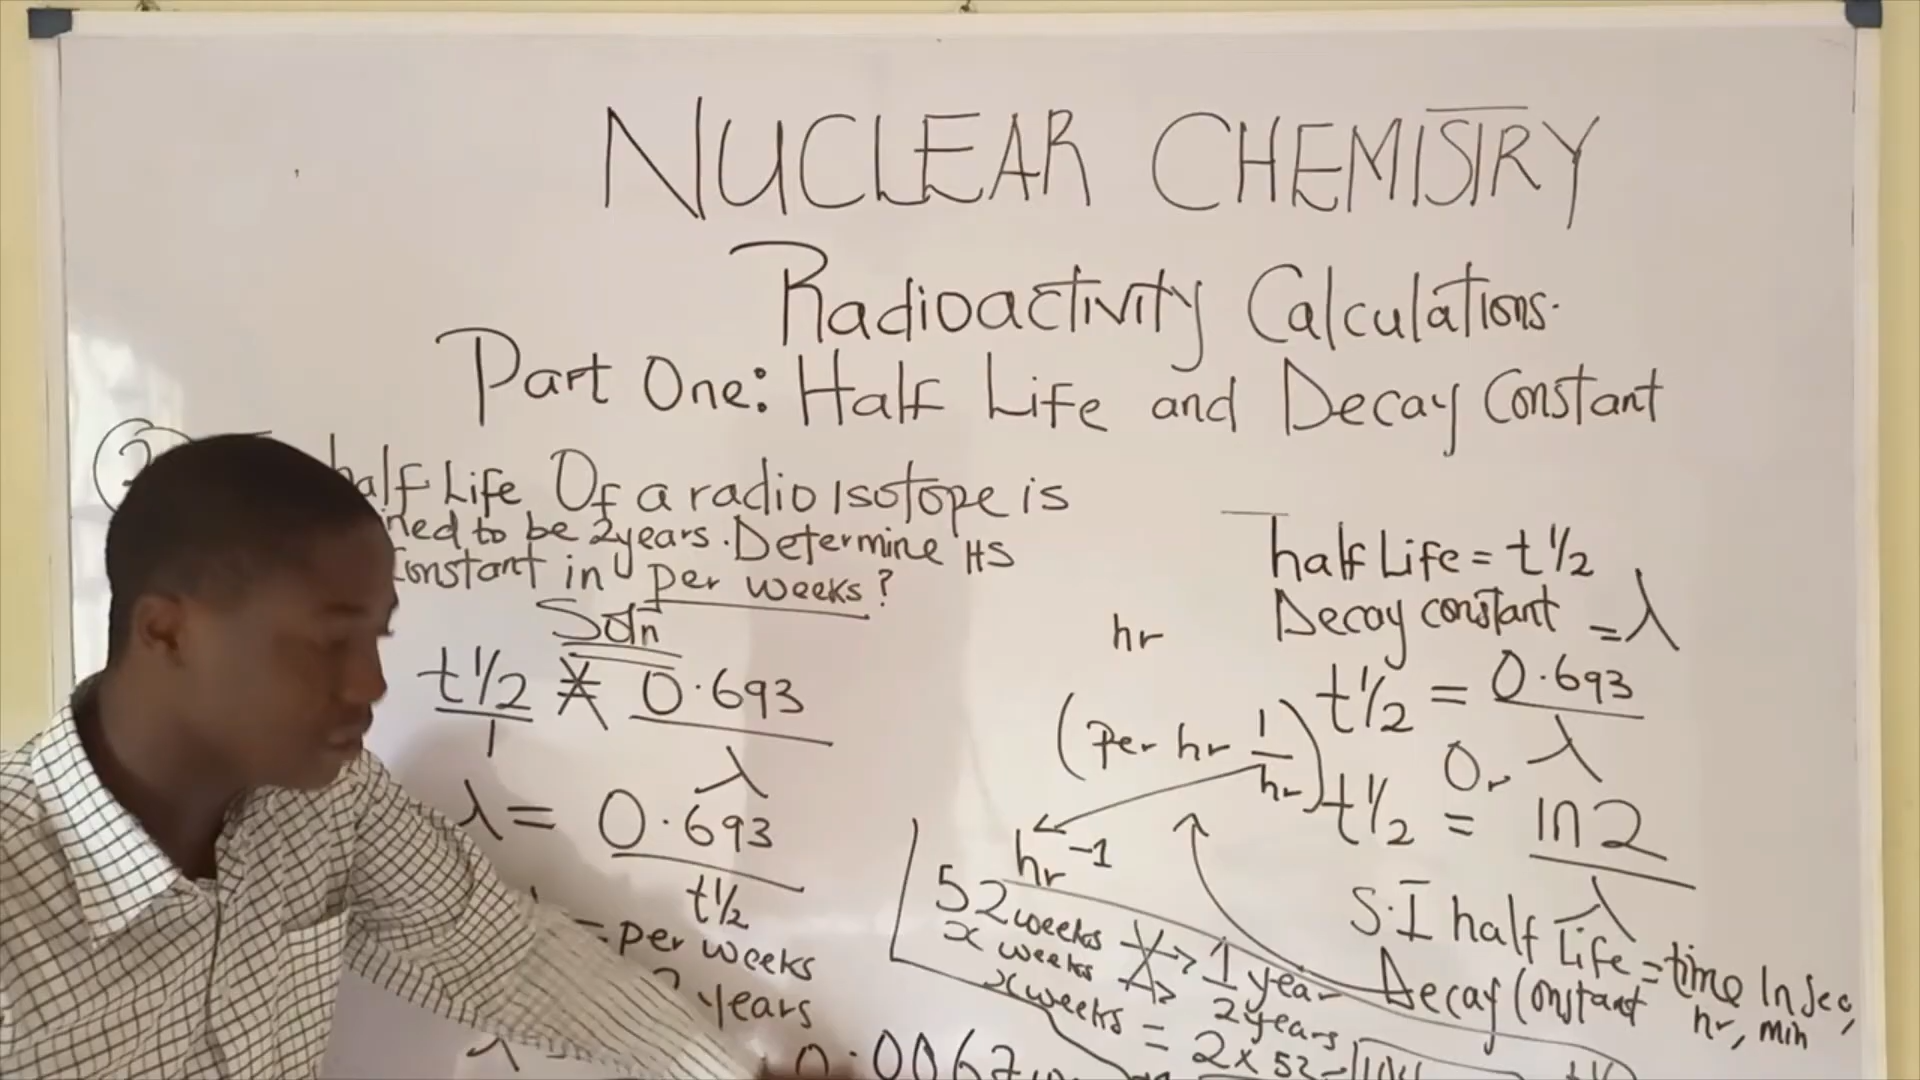 NUCLEAR CHEMISTRY
Radioactivity Calculations.
Part One: Half Life and Decay Constant
half Life Of a radio isotope is
ned to be 2years. Determine its
Constant in per weeks?
Soln
t1/2 = 0.693
1 λ
λ = 0.693
t1/2
= per weeks
years
λ
0.0067
hr
(per hr 1/hr)
hr-1
52 weeks → 1 year
x weeks → 2 years
x weeks = 2 x 52 = 104
half Life = t1/2
Decay constant = λ
t1/2 = 0.693
λ
Or
t1/2 = ln 2
λ
S.I half Life = time In Sec,
hr, min
Decay Constant